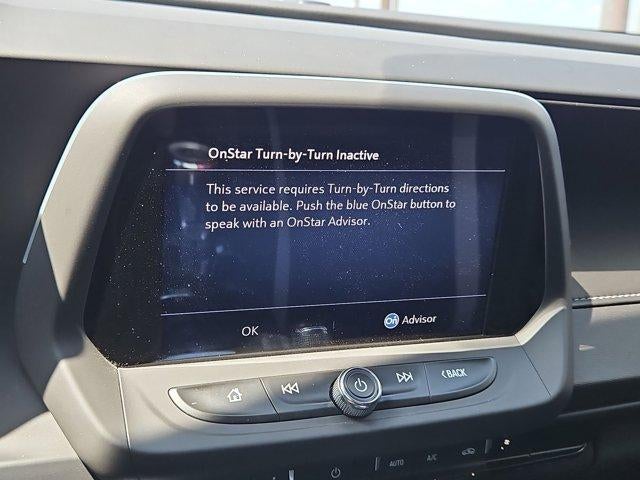 OnStar Turn-by-Turn Inactive
This service requires Turn-by-Turn directions
to be available. Push the blue OnStar button to
speak with an OnStar Advisor.
OK
On Advisor
BACK
AUTO A/C